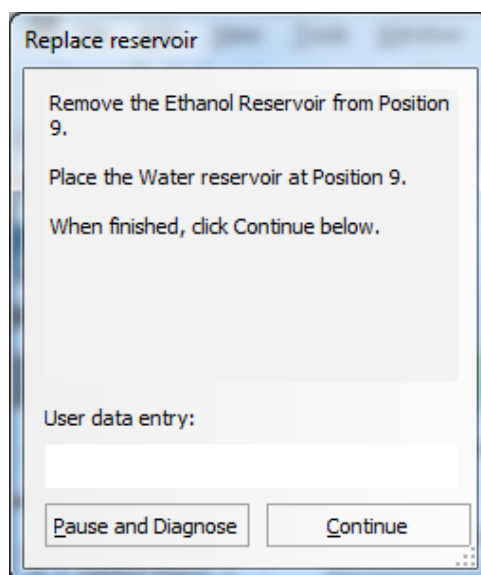 Replace reservoir
Remove the Ethanol Reservoir from Position
9.
Place the Water reservoir at Position 9.
When finished, click Continue below.
User data entry:
Pause and Diagnose
Continue